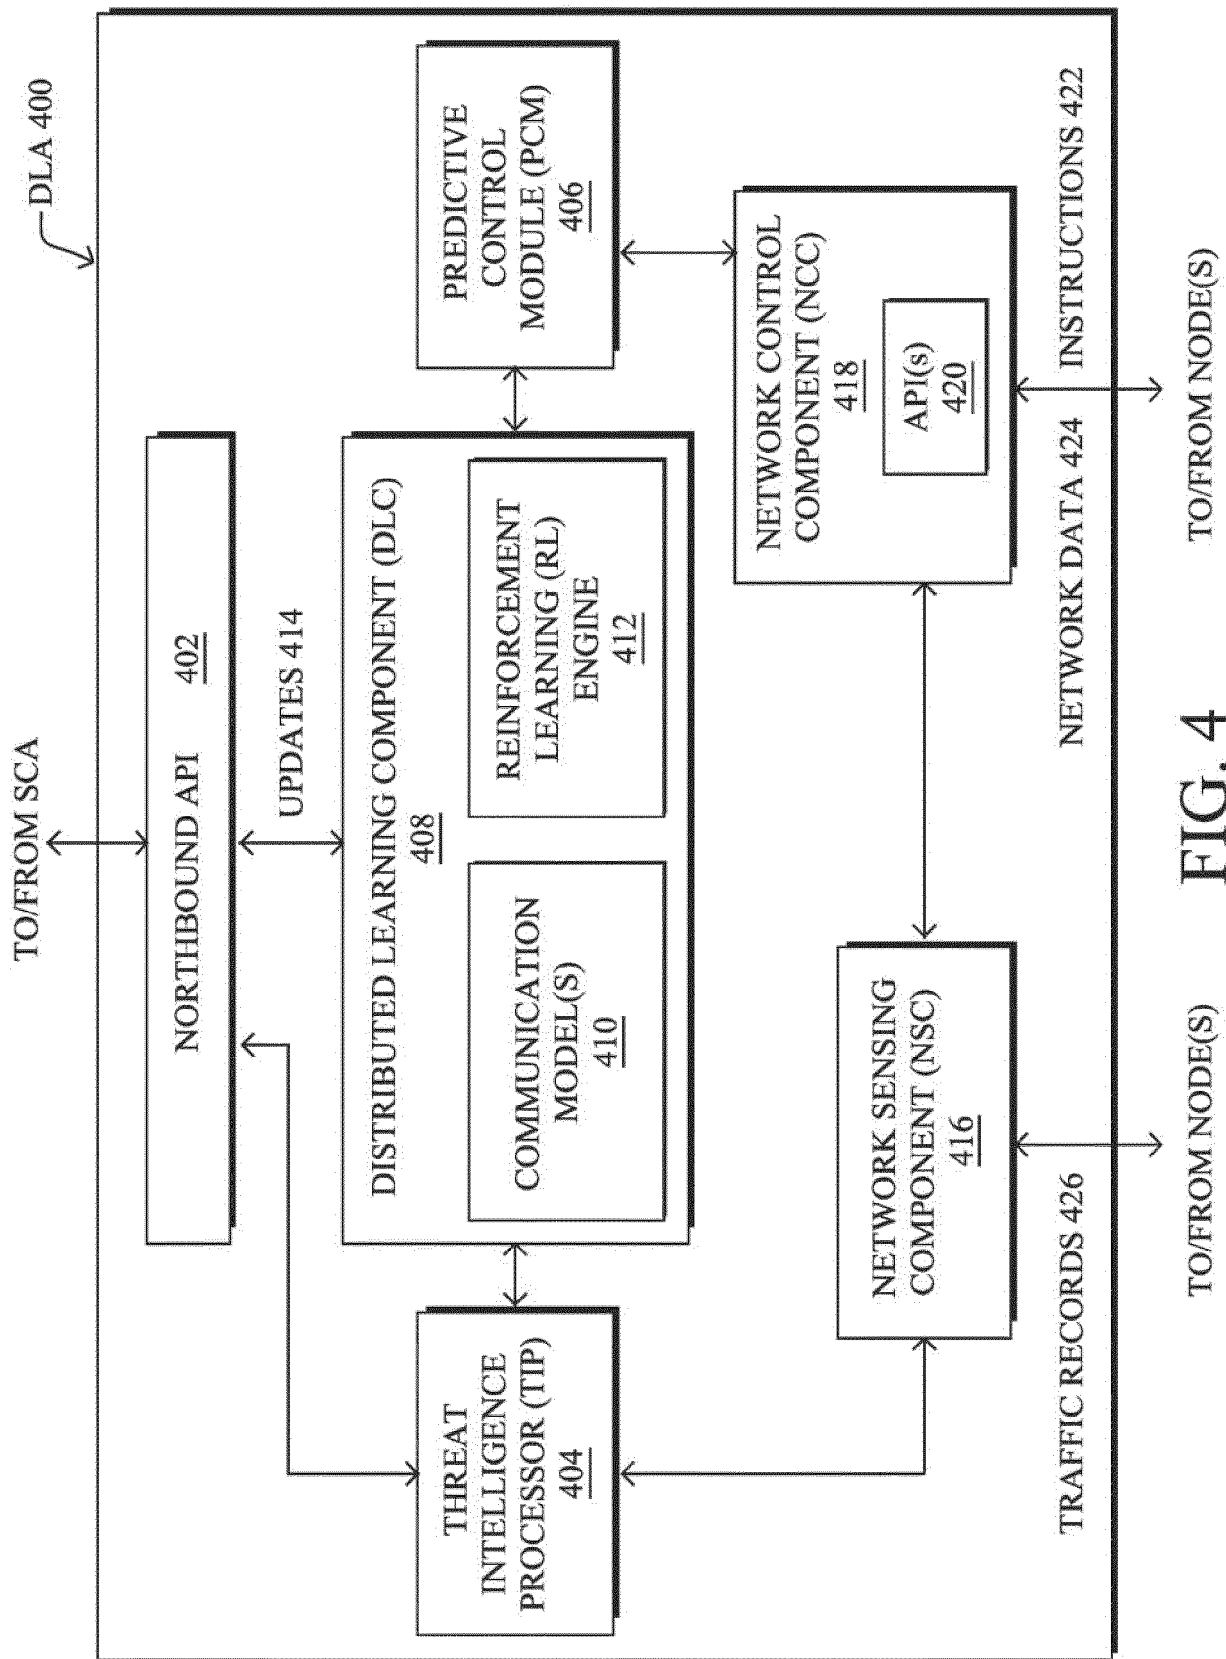 DLA 400
TO/FROM SCA
NORTHBOUND API 402
UPDATES 414
THREAT
INTELLIGENCE
PROCESSOR (TIP)
404
DISTRIBUTED LEARNING COMPONENT (DLC)
408
COMMUNICATION
MODEL(S)
410
REINFORCEMENT
LEARNING (RL)
ENGINE
412
PREDICTIVE
CONTROL
MODULE (PCM)
406
NETWORK SENSING
COMPONENT (NSC)
416
NETWORK CONTROL
COMPONENT (NCC)
418
API(s)
420
TRAFFIC RECORDS 426
NETWORK DATA 424
INSTRUCTIONS 422
TO/FROM NODE(S)
TO/FROM NODE(S)
FIG. 4